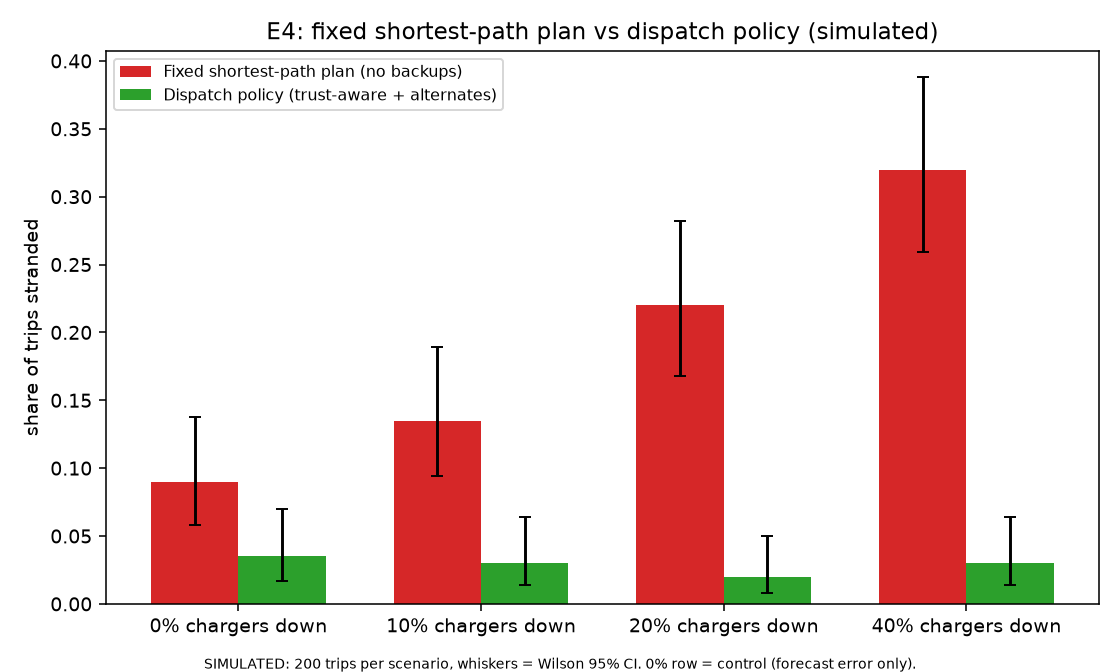 E4: fixed shortest-path plan vs dispatch policy (simulated)
Fixed shortest-path plan (no backups)
Dispatch policy (trust-aware + alternates)
share of trips stranded
0.40
0.35
0.30
0.25
0.20
0.15
0.10
0.05
0.00
0% chargers down
10% chargers down
20% chargers down
40% chargers down
SIMULATED: 200 trips per scenario, whiskers = Wilson 95% CI. 0% row = control (forecast error only).